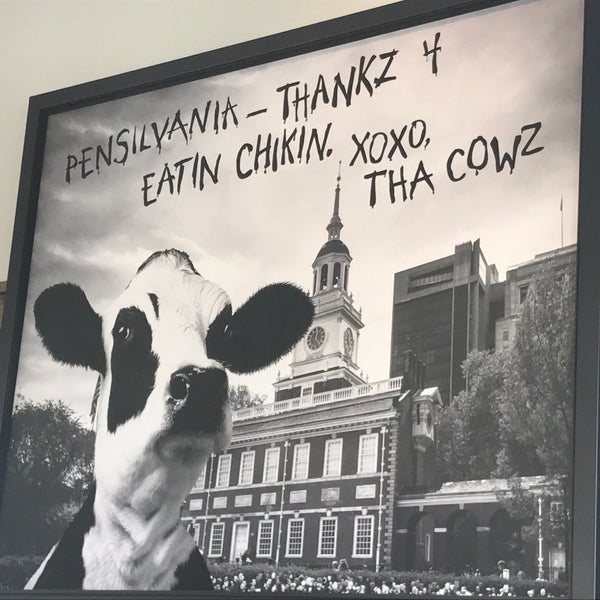 PENSILVANIA – THANKZ 4
EATIN CHIKIN. XOXO,
THA COWZ